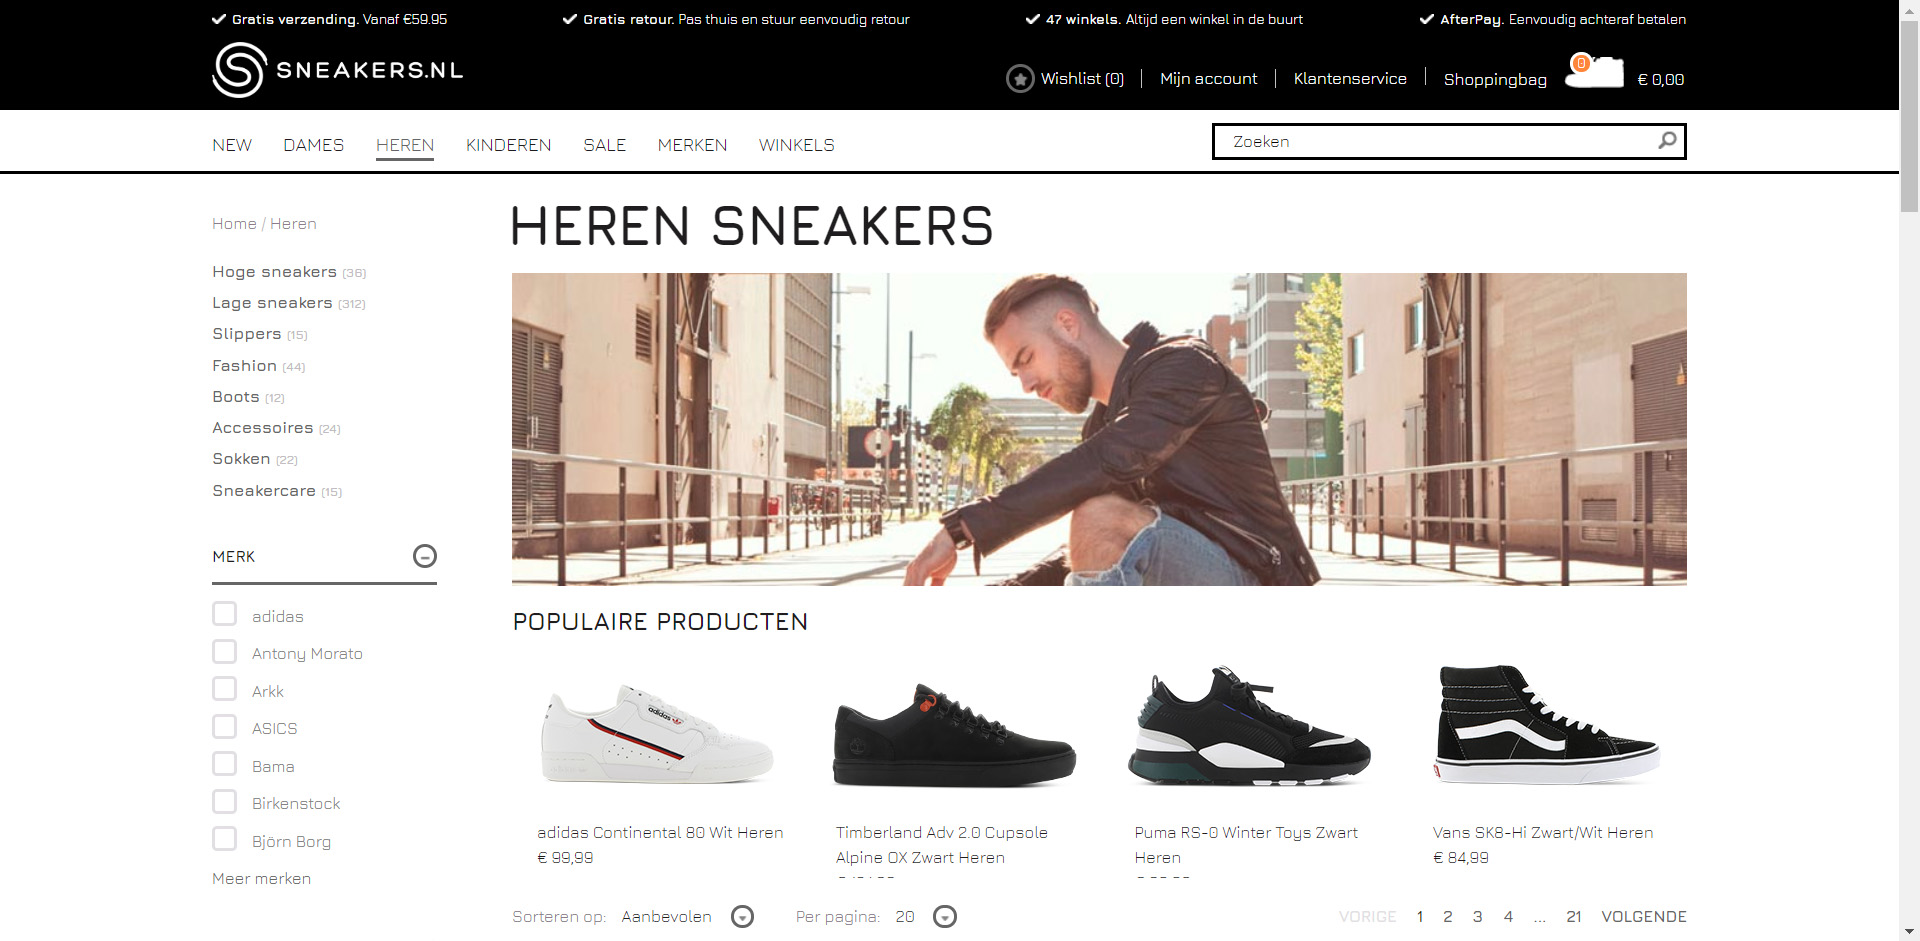 Gratis verzending. Vanaf €59.95
Gratis retour. Pas thuis en stuur eenvoudig retour
47 winkels. Altijd een winkel in de buurt
AfterPay. Eenvoudig achteraf betalen
SNEAKERS.NL
Wishlist (0)
Mijn account
Klantenservice
Shoppingbag
0
€ 0,00
NEW
DAMES
HEREN
KINDEREN
SALE
MERKEN
WINKELS
Zoeken
Home / Heren
Hoge sneakers (36)
Lage sneakers (312)
Slippers (15)
Fashion (44)
Boots (12)
Accessoires (24)
Sokken (22)
Sneakercare (15)
MERK
adidas
Antony Morato
Arkk
ASICS
Bama
Birkenstock
Björn Borg
Meer merken
HEREN SNEAKERS
POPULAIRE PRODUCTEN
adidas
adidas Continental 80 Wit Heren
€ 99,99
Timberland Adv 2.0 Cupsole
Alpine OX Zwart Heren
Puma RS-0 Winter Toys Zwart
Heren
Vans SK8-Hi Zwart/Wit Heren
€ 84,99
Sorteren op: Aanbevolen
Per pagina: 20
VORIGE 1 2 3 4 ... 21 VOLGENDE